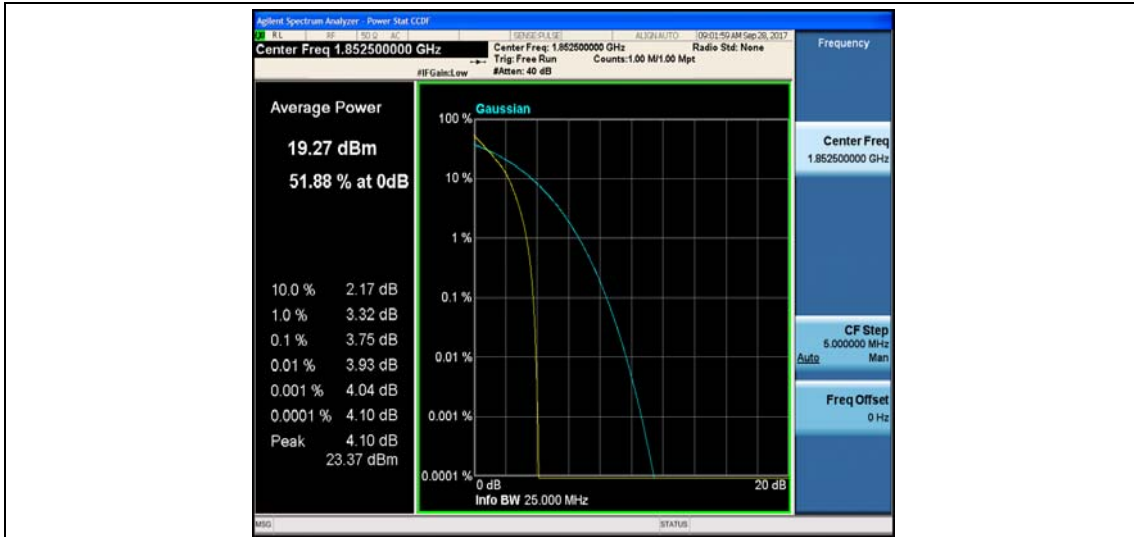 Agilent Spectrum Analyzer - Power Stat CCDF
RL RF 50 Ω AC SENSE:PULSE ALIGN AUTO 09:01:59 AM Sep 28, 2017
Center Freq 1.852500000 GHz
Center Freq: 1.852500000 GHz Radio Std: None
Trig: Free Run Counts:1.00 M/1.00 Mpt
#IFGain:Low #Atten: 40 dB
Frequency
Average Power
19.27 dBm
51.88 % at 0dB
10.0 % 2.17 dB
1.0 % 3.32 dB
0.1 % 3.75 dB
0.01 % 3.93 dB
0.001 % 4.04 dB
0.0001 % 4.10 dB
Peak 4.10 dB
23.37 dBm
Gaussian
100 %
10 %
1 %
0.1 %
0.01 %
0.001 %
0.0001 %
0 dB 20 dB
Info BW 25.000 MHz
Center Freq
1.852500000 GHz
CF Step
5.000000 MHz
Auto Man
Freq Offset
0 Hz
MSG STATUS